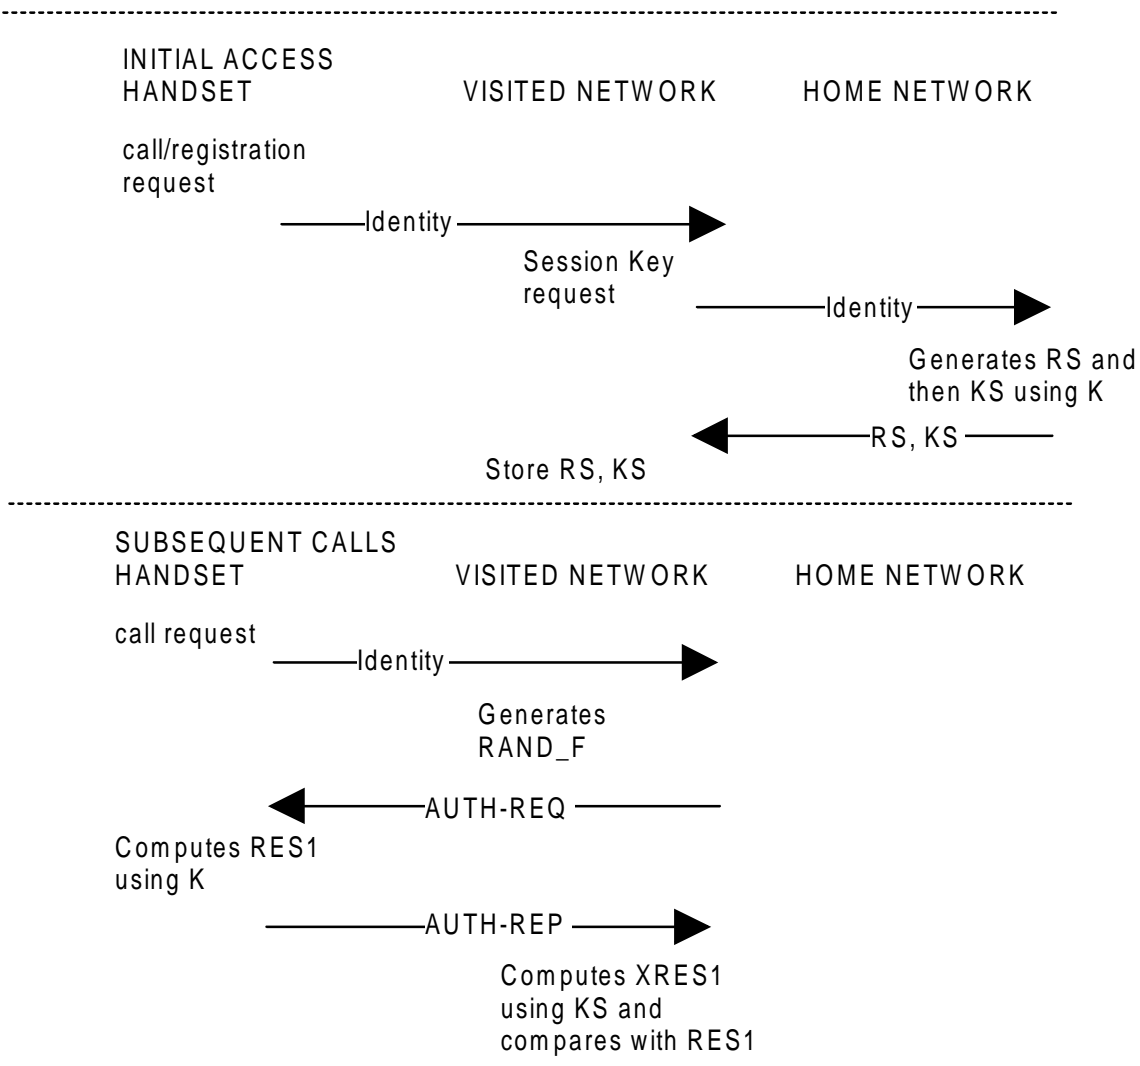 INITIAL ACCESS
HANDSET VISITED NETWORK HOME NETWORK
call/registration
request
Identity
Session Key
request
Identity
Generates RS and
then KS using K
RS, KS
Store RS, KS
SUBSEQUENT CALLS
HANDSET VISITED NETWORK HOME NETWORK
call request
Identity
Generates
RAND_F
AUTH-REQ
Computes RES1
using K
AUTH-REP
Computes XRES1
using KS and
compares with RES1